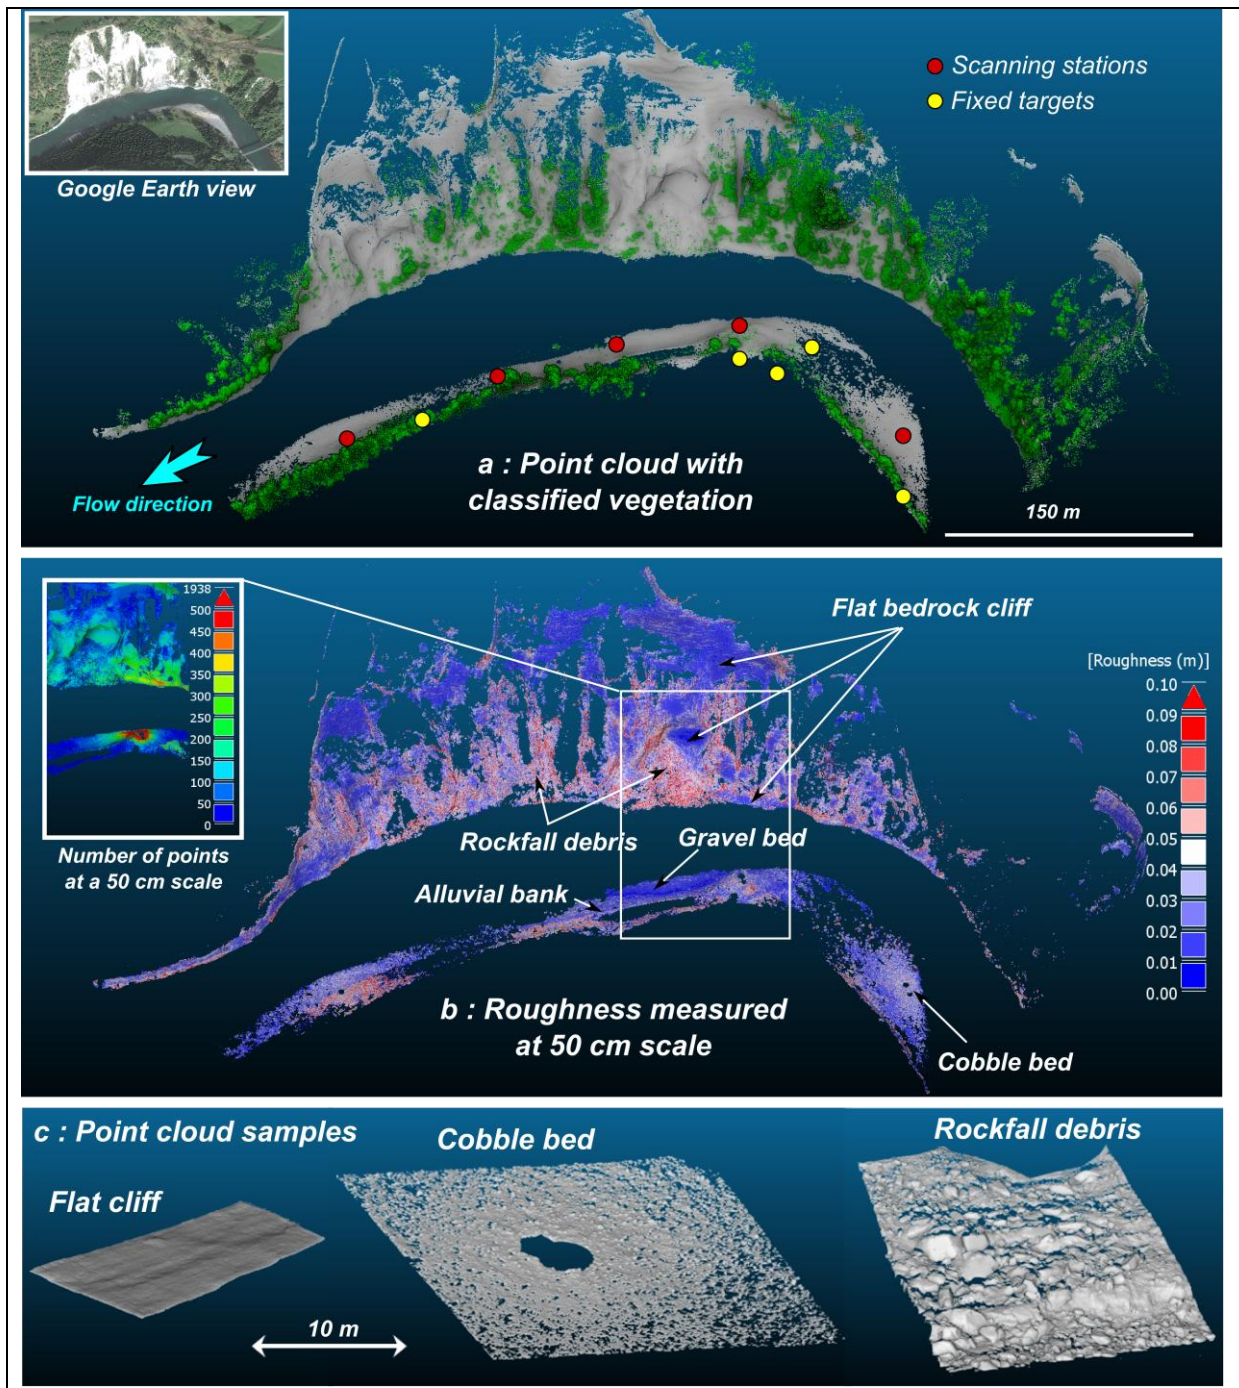 Scanning stations
Fixed targets
Google Earth view
Flow direction
a : Point cloud with
classified vegetation
150 m
1938
500
450
400
350
300
250
200
150
100
50
0
Number of points
at a 50 cm scale
Flat bedrock cliff
Rockfall debris
Gravel bed
Alluvial bank
b : Roughness measured
at 50 cm scale
Cobble bed
[Roughness (m)]
0.10
0.09
0.08
0.07
0.06
0.05
0.04
0.03
0.02
0.01
0.00
c : Point cloud samples
Flat cliff
Cobble bed
Rockfall debris
10 m